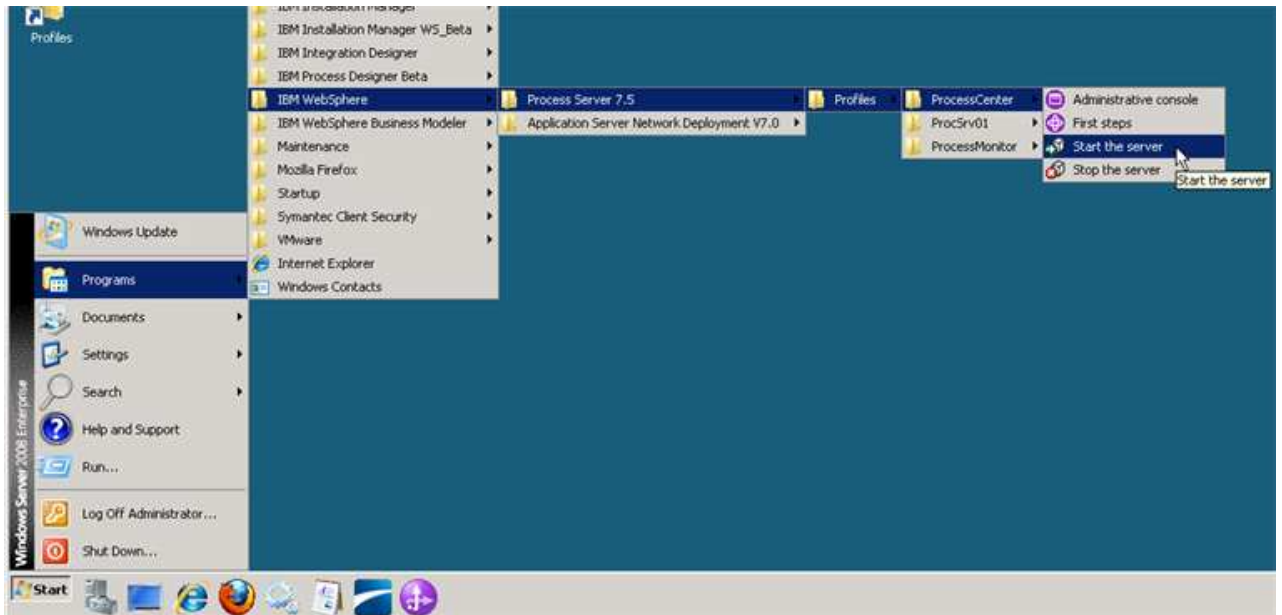 Profiles
IBM Installation Manager
IBM Installation Manager WS_Beta
IBM Integration Designer
IBM Process Designer Beta
IBM WebSphere
IBM WebSphere Business Modeler
Maintenance
Mozilla Firefox
Startup
Symantec Client Security
VMware
Internet Explorer
Windows Contacts
Process Server 7.5
Application Server Network Deployment V7.0
Profiles
ProcessCenter
ProcSrv01
ProcessMonitor
Administrative console
First steps
Start the server
Stop the server
Start the server
Windows Update
Programs
Documents
Settings
Search
Help and Support
Run...
Log Off Administrator...
Shut Down...
Windows Server 2008 Enterprise
Start